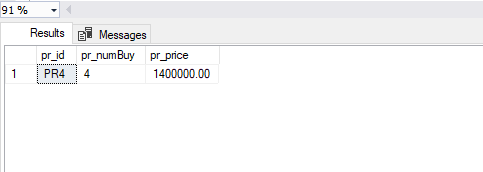 91 %
Results Messages
pr_id pr_numBuy pr_price
1 PR4 4 1400000.00